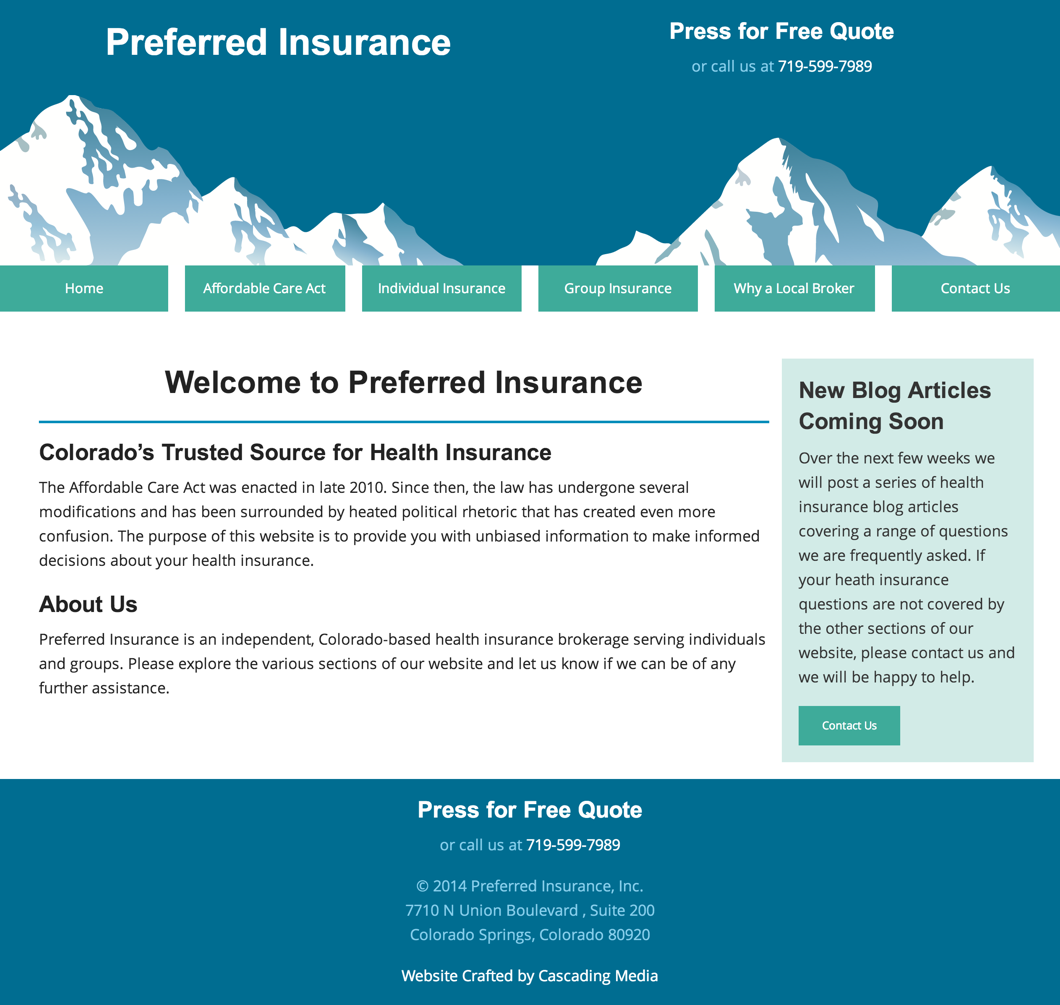 Preferred Insurance
Press for Free Quote
or call us at 719-599-7989
Home
Affordable Care Act
Individual Insurance
Group Insurance
Why a Local Broker
Contact Us
Welcome to Preferred Insurance
Colorado’s Trusted Source for Health Insurance
The Affordable Care Act was enacted in late 2010. Since then, the law has undergone several
modifications and has been surrounded by heated political rhetoric that has created even more
confusion. The purpose of this website is to provide you with unbiased information to make informed
decisions about your health insurance.
About Us
Preferred Insurance is an independent, Colorado-based health insurance brokerage serving individuals
and groups. Please explore the various sections of our website and let us know if we can be of any
further assistance.
New Blog Articles
Coming Soon
Over the next few weeks we
will post a series of health
insurance blog articles
covering a range of questions
we are frequently asked. If
your heath insurance
questions are not covered by
the other sections of our
website, please contact us and
we will be happy to help.
Contact Us
Press for Free Quote
or call us at 719-599-7989
© 2014 Preferred Insurance, Inc.
7710 N Union Boulevard , Suite 200
Colorado Springs, Colorado 80920
Website Crafted by Cascading Media